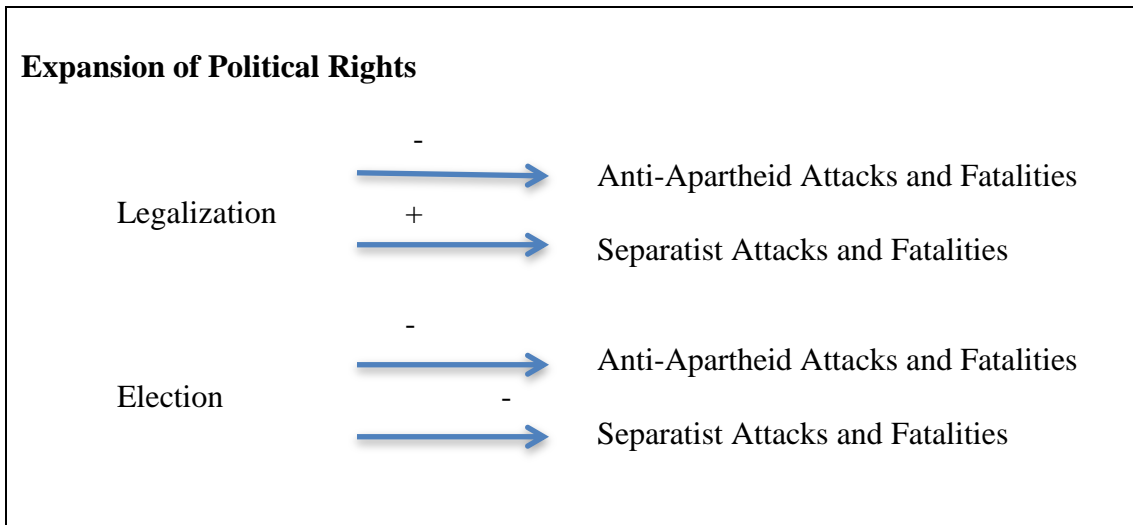 Expansion of Political Rights
-
Anti-Apartheid Attacks and Fatalities
Legalization
+
Separatist Attacks and Fatalities
-
Anti-Apartheid Attacks and Fatalities
Election
-
Separatist Attacks and Fatalities